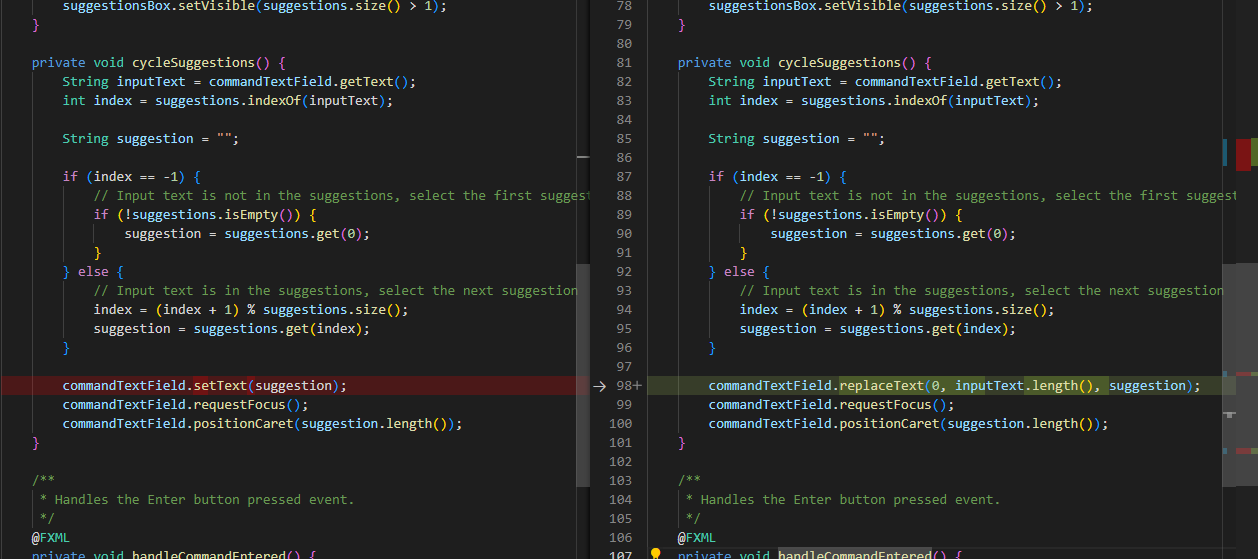 suggestionsBox.setVisible(suggestions.size() > 1);
}
private void cycleSuggestions() {
String inputText = commandTextField.getText();
int index = suggestions.indexOf(inputText);
String suggestion = "";
if (index == -1) {
// Input text is not in the suggestions, select the first suggest
if (!suggestions.isEmpty()) {
suggestion = suggestions.get(0);
}
} else {
// Input text is in the suggestions, select the next suggestion
index = (index + 1) % suggestions.size();
suggestion = suggestions.get(index);
}
commandTextField.setText(suggestion);
commandTextField.requestFocus();
commandTextField.positionCaret(suggestion.length());
}
/**
* Handles the Enter button pressed event.
*/
@FXML
private void handleCommandEntered() {
78 suggestionsBox.setVisible(suggestions.size() > 1);
79 }
80
81 private void cycleSuggestions() {
82 String inputText = commandTextField.getText();
83 int index = suggestions.indexOf(inputText);
84
85 String suggestion = "";
86
87 if (index == -1) {
88 // Input text is not in the suggestions, select the first suggest
89 if (!suggestions.isEmpty()) {
90 suggestion = suggestions.get(0);
91 }
92 } else {
93 // Input text is in the suggestions, select the next suggestion
94 index = (index + 1) % suggestions.size();
95 suggestion = suggestions.get(index);
96 }
97
→ 98+ commandTextField.replaceText(0, inputText.length(), suggestion);
99 commandTextField.requestFocus();
100 commandTextField.positionCaret(suggestion.length());
101 }
102
103 /**
104 * Handles the Enter button pressed event.
105 */
106 @FXML
107 private void handleCommandEntered() {